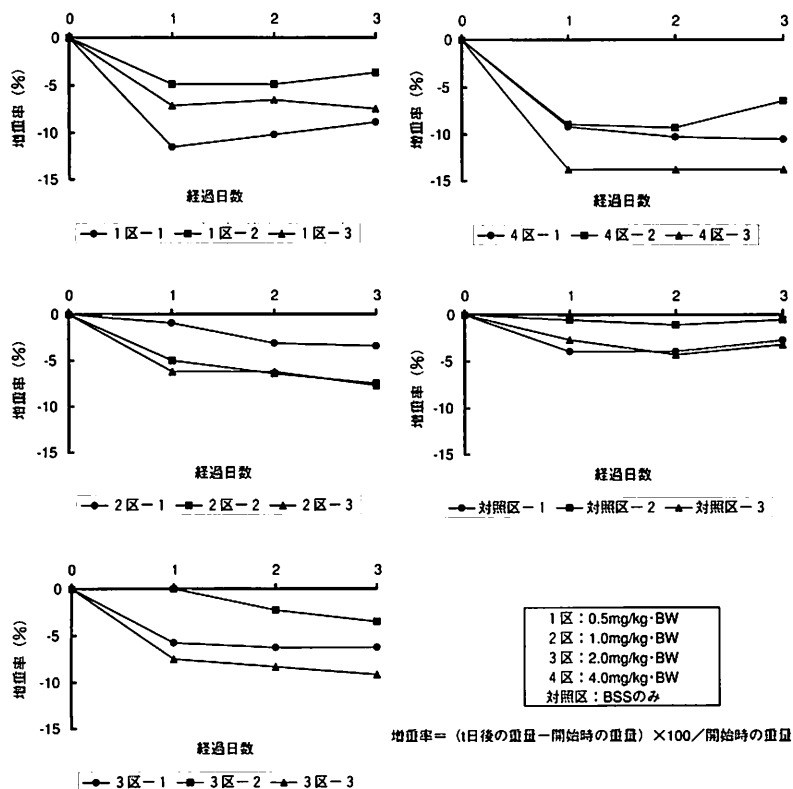 0 1 2 3
0
-5
-10
-15
増重率（%）
経過日数
1区－1 1区－2 1区－3
0 1 2 3
0
-5
-10
-15
増重率（%）
経過日数
4区－1 4区－2 4区－3
0 1 2 3
0
-5
-10
-15
増重率（%）
経過日数
2区－1 2区－2 2区－3
0 1 2 3
0
-5
-10
-15
増重率（%）
経過日数
対照区－1 対照区－2 対照区－3
0 1 2 3
0
-5
-10
-15
増重率（%）
経過日数
3区－1 3区－2 3区－3
1区：0.5mg/kg･BW
2区：1.0mg/kg･BW
3区：2.0mg/kg･BW
4区：4.0mg/kg･BW
対照区：BSSのみ
増重率＝（t日後の重量－開始時の重量）×100／開始時の重量